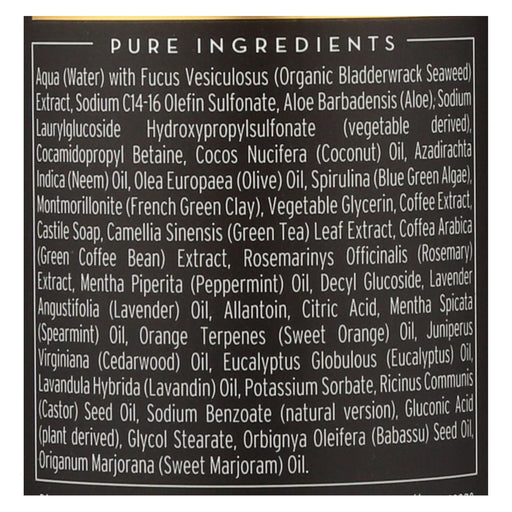 PURE INGREDIENTS
Aqua (Water) with Fucus Vesiculosus (Organic Bladderwrack Seaweed)
Extract, Sodium C14-16 Olefin Sulfonate, Aloe Barbadensis (Aloe), Sodium
Laurylglucoside Hydroxypropylsulfonate (vegetable derived),
Cocamidopropyl Betaine, Cocos Nucifera (Coconut) Oil, Azadirachta
Indica (Neem) Oil, Olea Europaea (Olive) Oil, Spirulina (Blue Green Algae),
Montmorillonite (French Green Clay), Vegetable Glycerin, Coffee Extract,
Castile Soap, Camellia Sinensis (Green Tea) Leaf Extract, Coffea Arabica
(Green Coffee Bean) Extract, Rosemarinys Officinalis (Rosemary)
Extract, Mentha Piperita (Peppermint) Oil, Decyl Glucoside, Lavender
Angustifolia (Lavender) Oil, Allantoin, Citric Acid, Mentha Spicata
(Spearmint) Oil, Orange Terpenes (Sweet Orange) Oil, Juniperus
Virginiana (Cedarwood) Oil, Eucalyptus Globulous (Eucalyptus) Oil,
Lavandula Hybrida (Lavandin) Oil, Potassium Sorbate, Ricinus Communis
(Castor) Seed Oil, Sodium Benzoate (natural version), Gluconic Acid
(plant derived), Glycol Stearate, Orbignya Oleifera (Babassu) Seed Oil,
Origanum Marjorana (Sweet Marjoram) Oil.